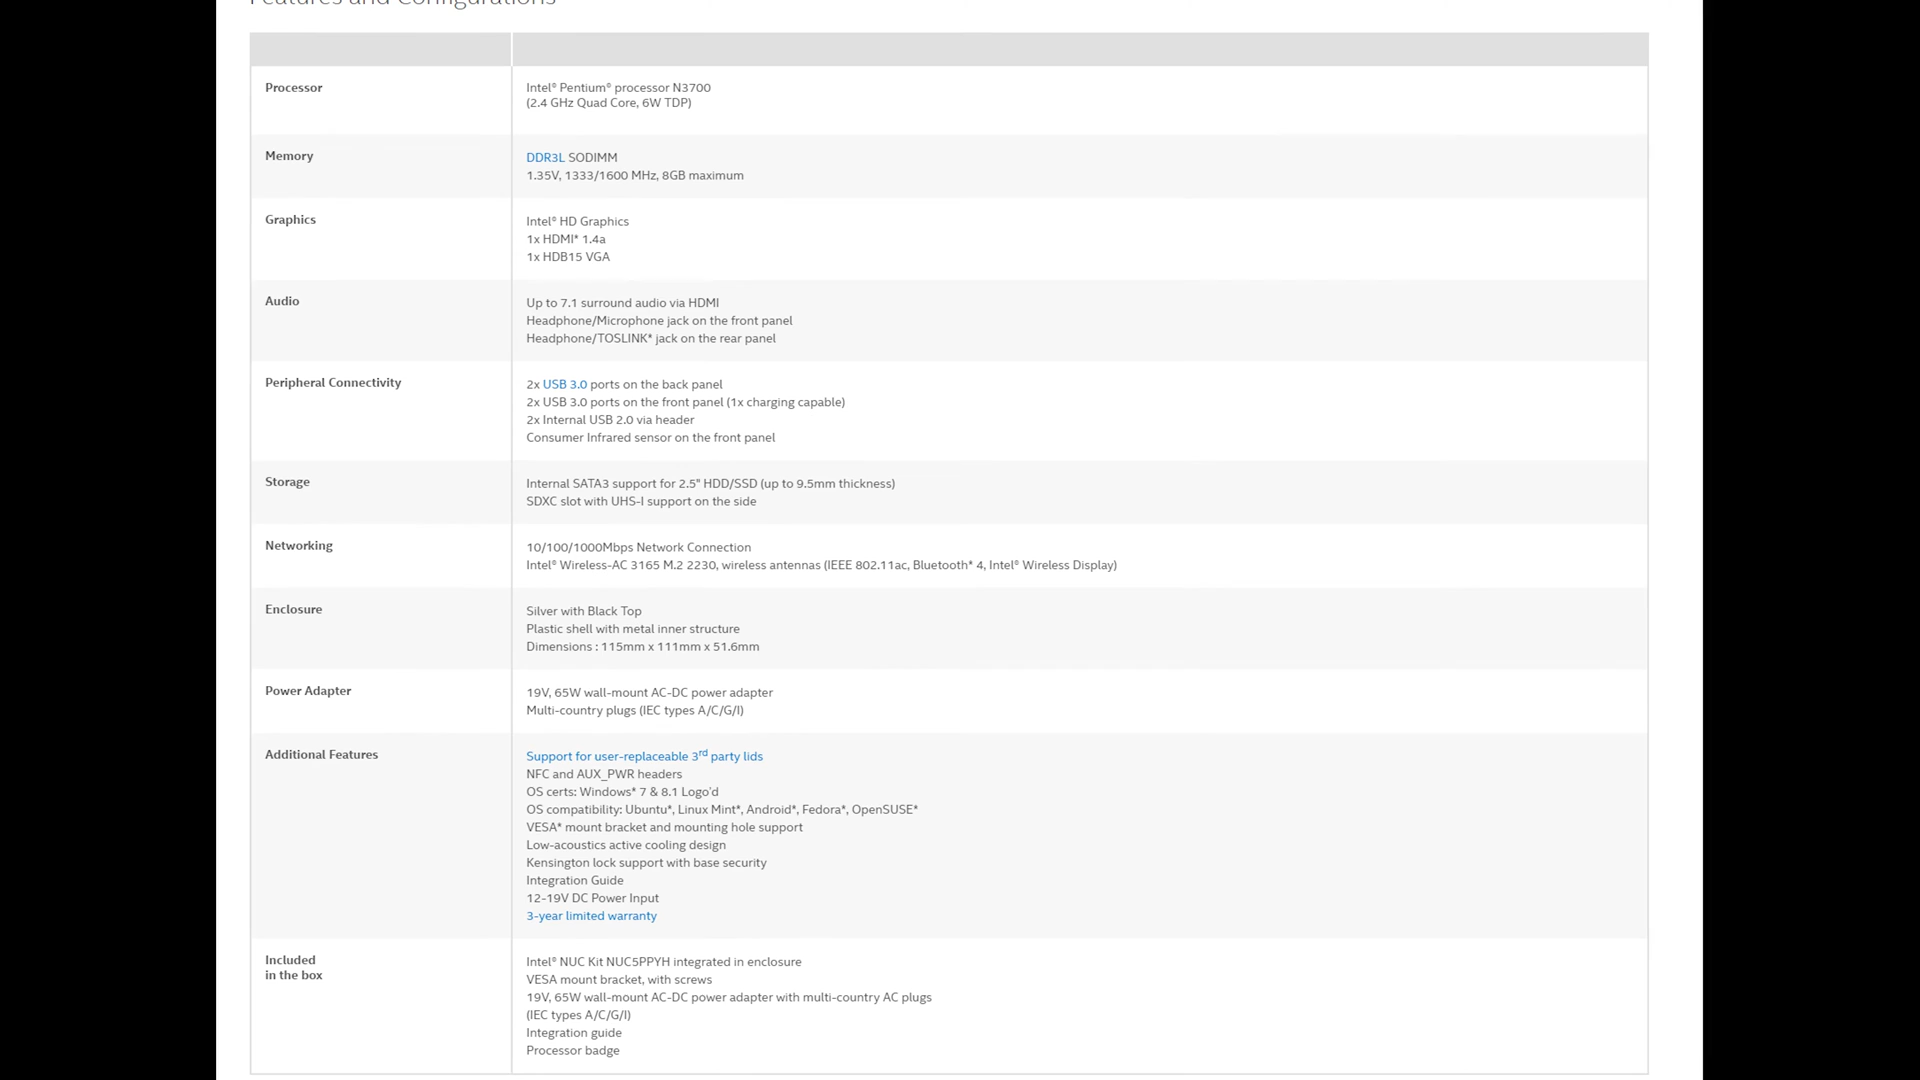 Features and Configurations
Processor
Intel® Pentium® processor N3700
(2.4 GHz Quad Core, 6W TDP)
Memory
DDR3L SODIMM
1.35V, 1333/1600 MHz, 8GB maximum
Graphics
Intel® HD Graphics
1x HDMI* 1.4a
1x HDB15 VGA
Audio
Up to 7.1 surround audio via HDMI
Headphone/Microphone jack on the front panel
Headphone/TOSLINK* jack on the rear panel
Peripheral Connectivity
2x USB 3.0 ports on the back panel
2x USB 3.0 ports on the front panel (1x charging capable)
2x Internal USB 2.0 via header
Consumer Infrared sensor on the front panel
Storage
Internal SATA3 support for 2.5" HDD/SSD (up to 9.5mm thickness)
SDXC slot with UHS-I support on the side
Networking
10/100/1000Mbps Network Connection
Intel® Wireless-AC 3165 M.2 2230, wireless antennas (IEEE 802.11ac, Bluetooth* 4, Intel® Wireless Display)
Enclosure
Silver with Black Top
Plastic shell with metal inner structure
Dimensions : 115mm x 111mm x 51.6mm
Power Adapter
19V, 65W wall-mount AC-DC power adapter
Multi-country plugs (IEC types A/C/G/I)
Additional Features
Support for user-replaceable 3rd party lids
NFC and AUX_PWR headers
OS certs: Windows* 7 & 8.1 Logo'd
OS compatibility: Ubuntu*, Linux Mint*, Android*, Fedora*, OpenSUSE*
VESA* mount bracket and mounting hole support
Low-acoustics active cooling design
Kensington lock support with base security
Integration Guide
12-19V DC Power Input
3-year limited warranty
Included
in the box
Intel® NUC Kit NUC5PPYH integrated in enclosure
VESA mount bracket, with screws
19V, 65W wall-mount AC-DC power adapter with multi-country AC plugs
(IEC types A/C/G/I)
Integration guide
Processor badge